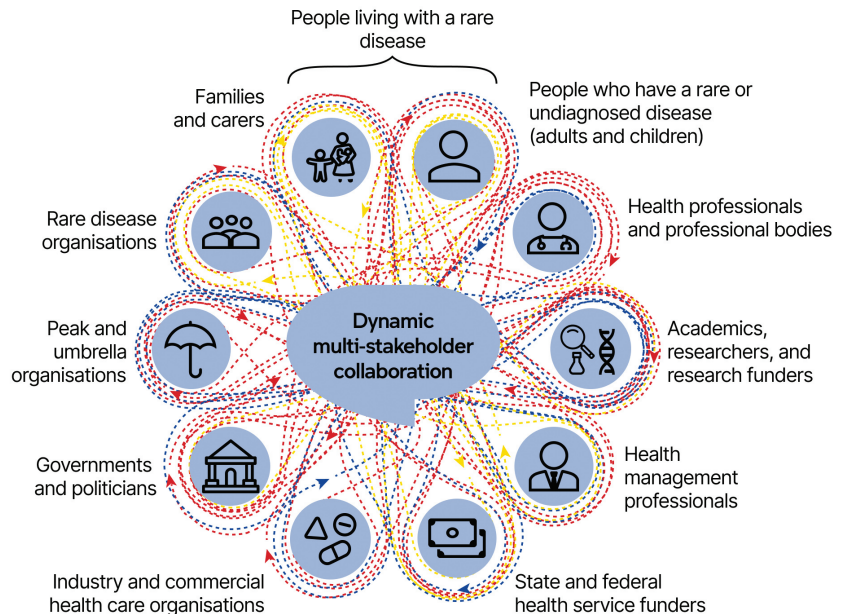 People living with a rare
disease
Families
and carers
People who have a rare or
undiagnosed disease
(adults and children)
Rare disease
organisations
Health professionals
and professional bodies
Peak and
umbrella
organisations
Dynamic
multi-stakeholder
collaboration
Academics,
researchers, and
research funders
Governments
and politicians
Health
management
professionals
Industry and commercial
health care organisations
State and federal
health service funders